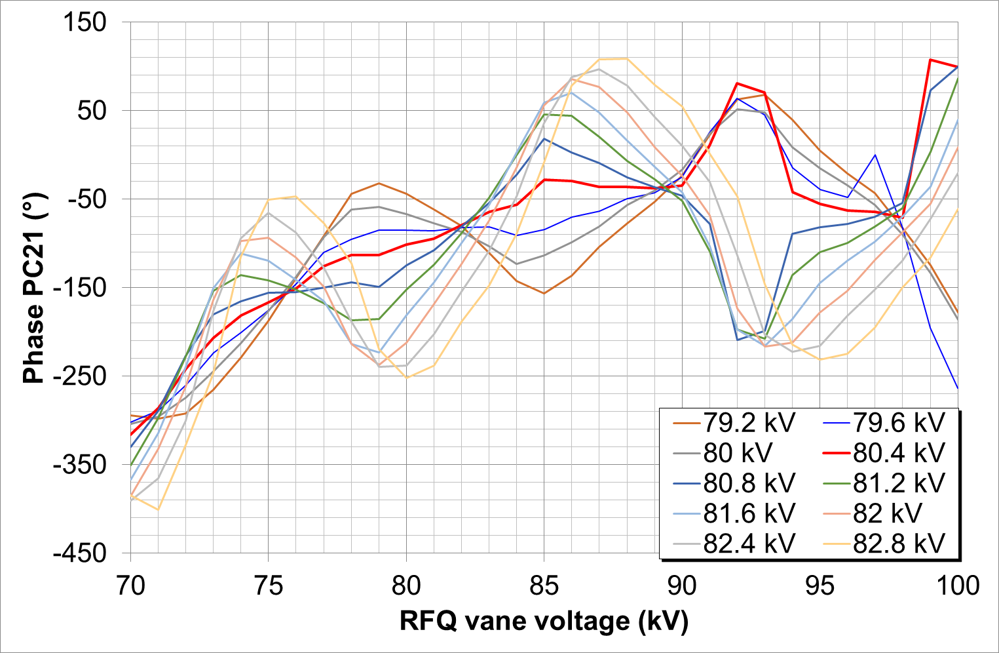 150
50
-50
-150
-250
-350
-450
Phase PC21 (°)
79.2 kV 79.6 kV
80 kV 80.4 kV
80.8 kV 81.2 kV
81.6 kV 82 kV
82.4 kV 82.8 kV
70 75 80 85 90 95 100
RFQ vane voltage (kV)